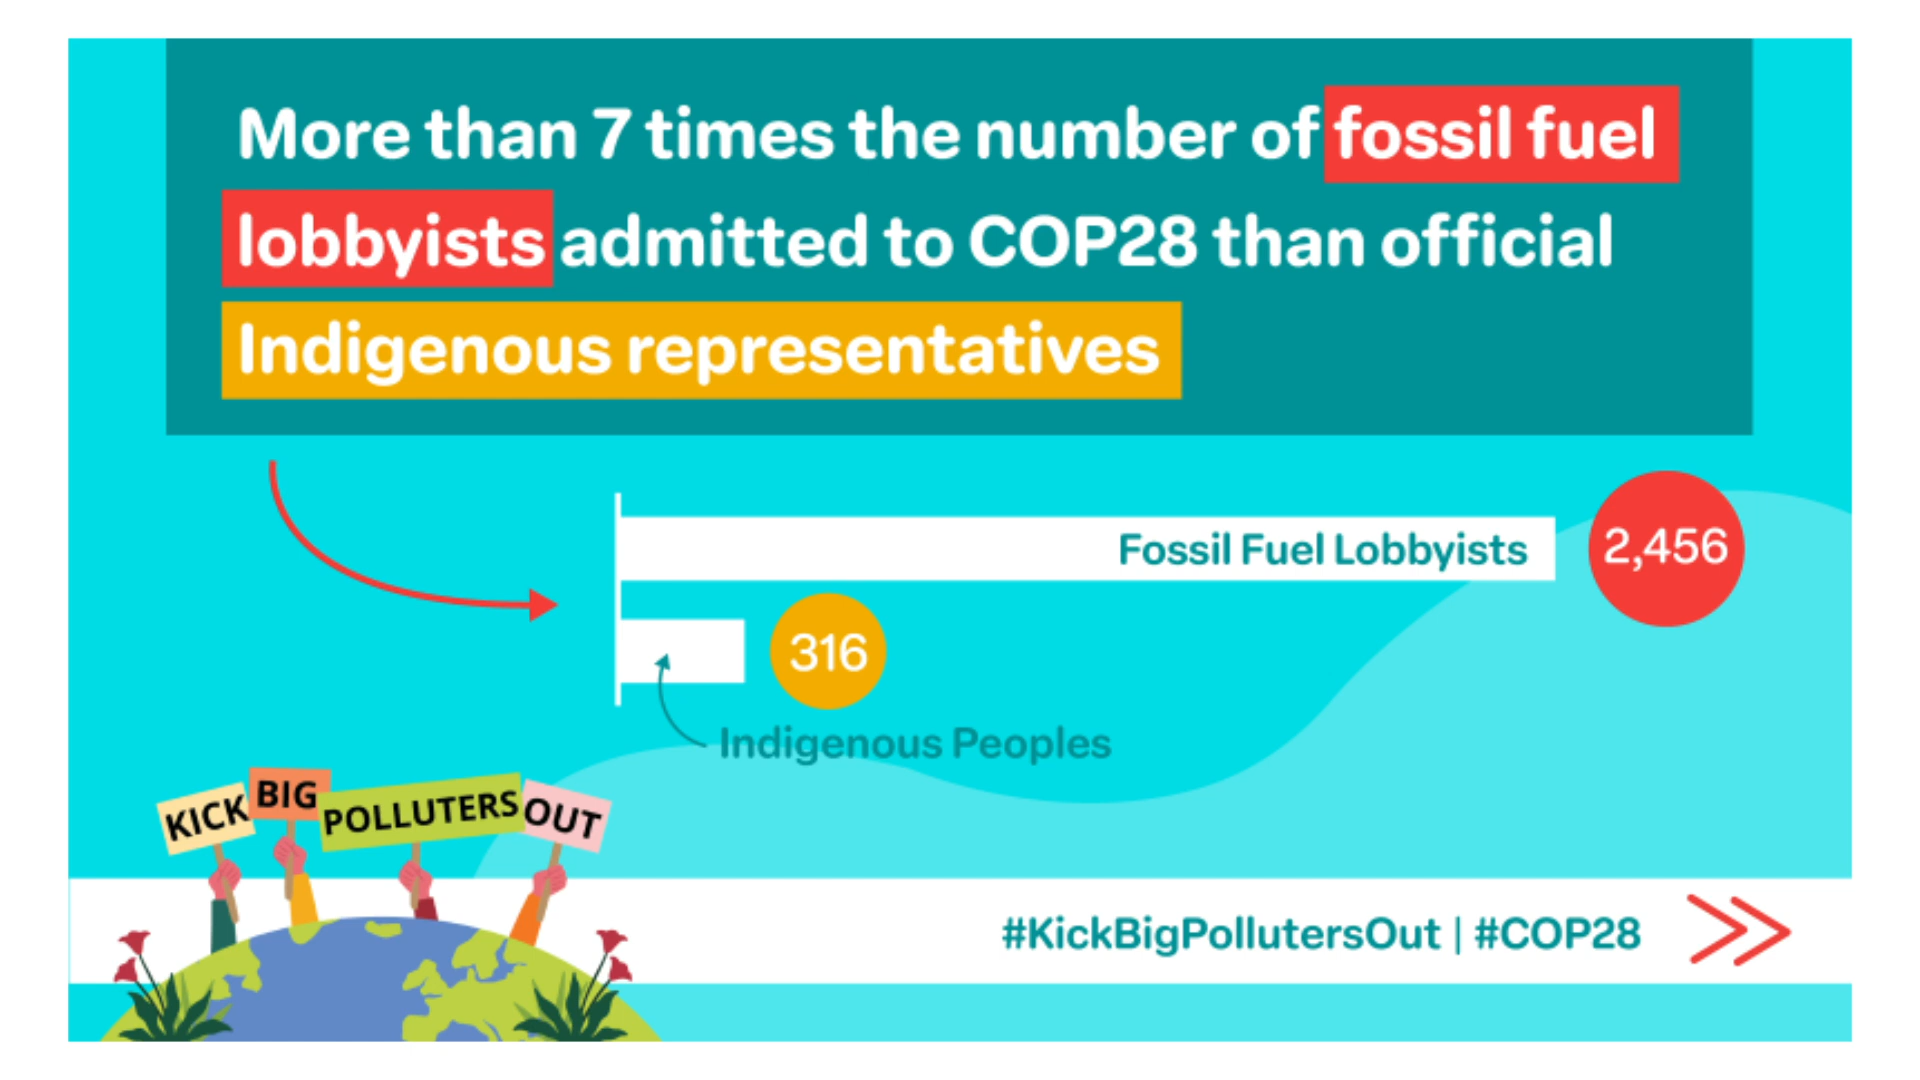 More than 7 times the number of fossil fuel
lobbyists admitted to COP28 than official
Indigenous representatives
Fossil Fuel Lobbyists
2,456
316
Indigenous Peoples
KICK BIG POLLUTERS OUT
#KickBigPollutersOut | #COP28